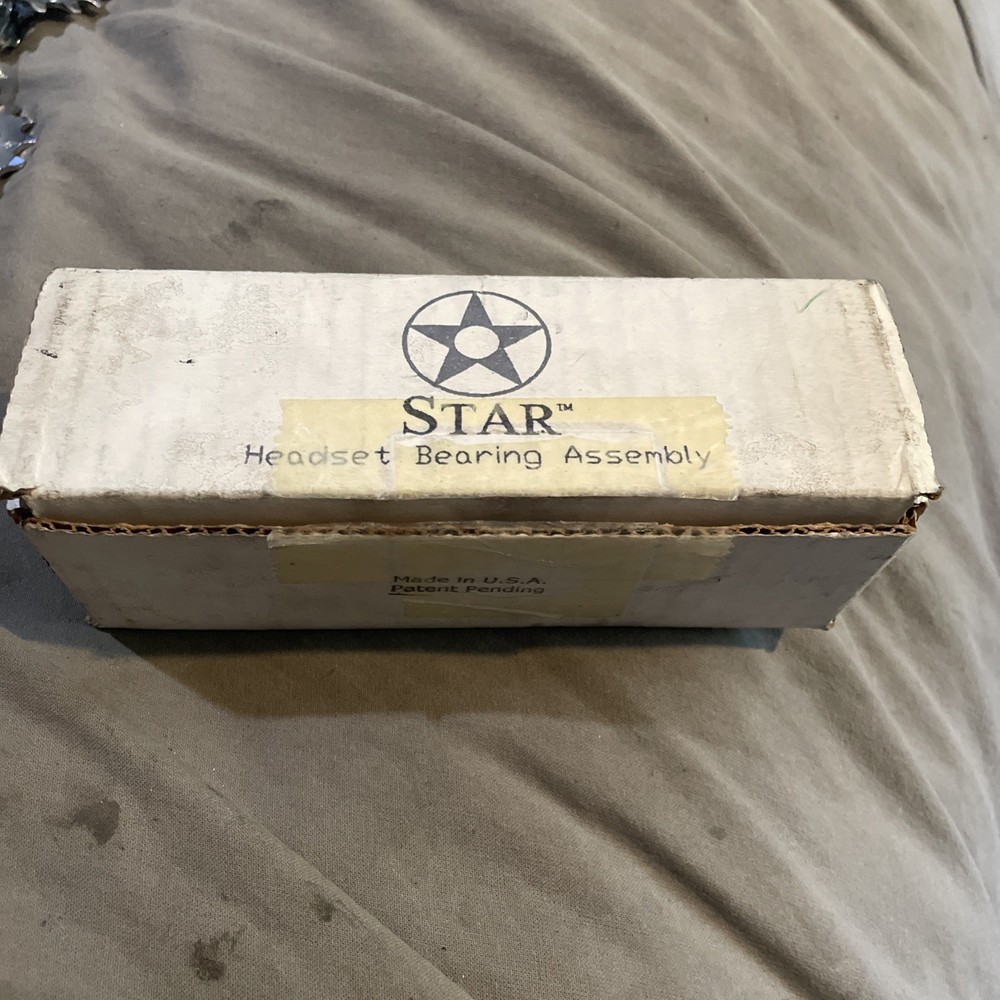 STAR™
Headset Bearing Assembly
Made in U.S.A.
Patent Pending